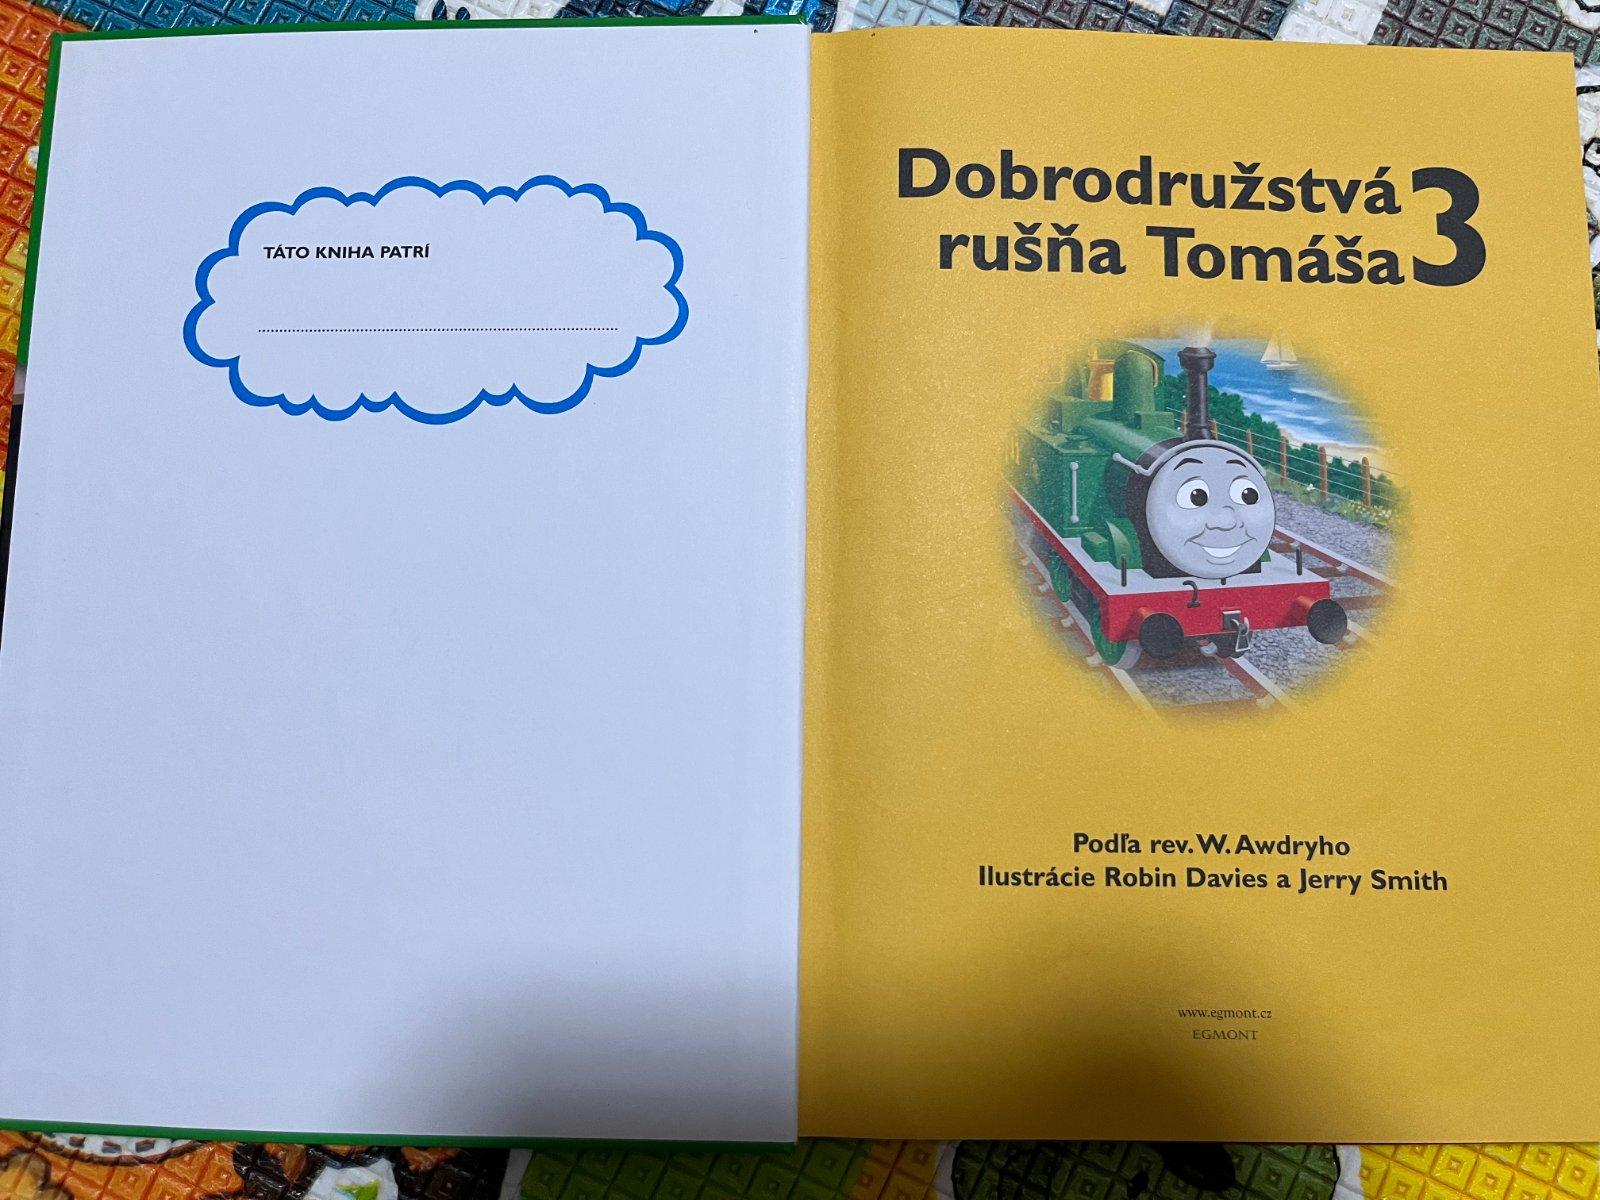 TÁTO KNIHA PATRÍ
Dobrodružstvá
rušňa Tomáša 3
2
Podľa rev. W. Awdryho
Ilustrácie Robin Davies a Jerry Smith
www.egmont.cz
EGMONT